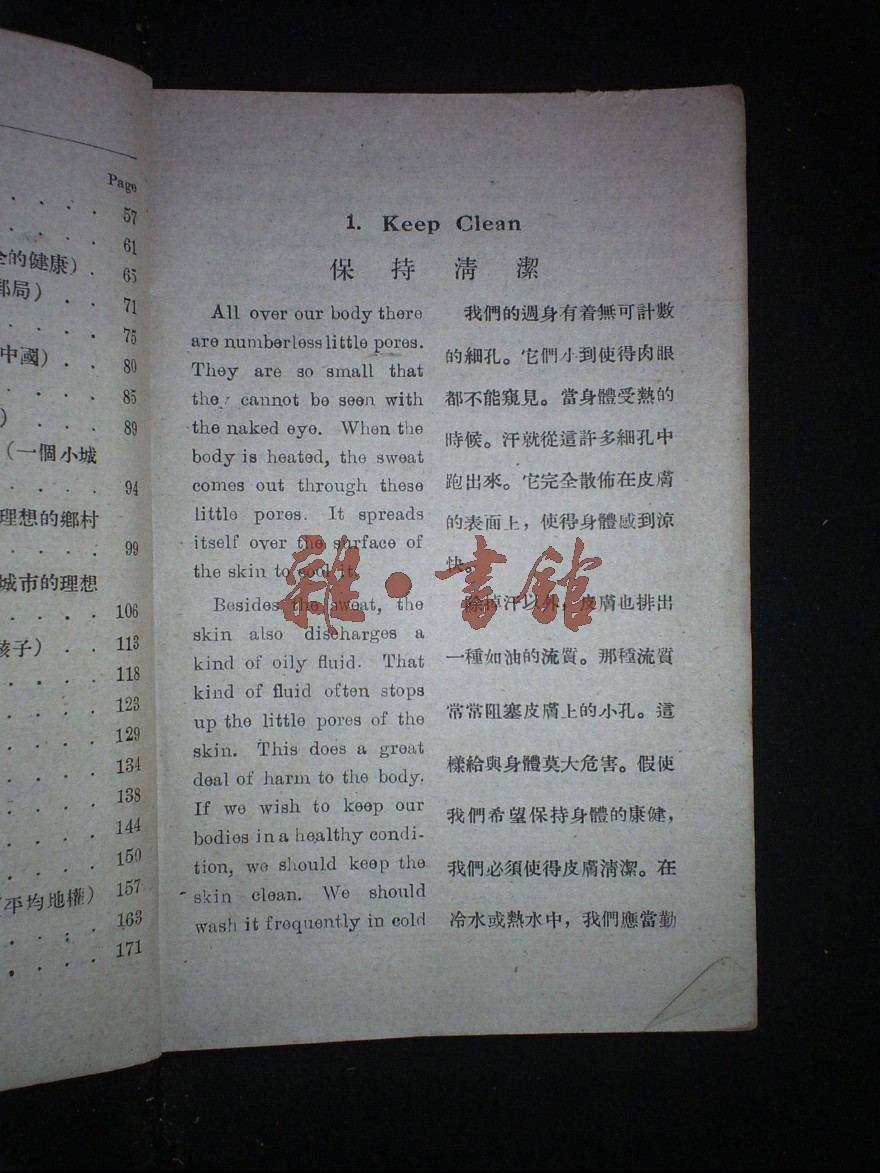 Page
57
61
全的健康) 65
郵局) 71
75
中國) 80
85
) 89
(一個小城
94
理想的鄉村
99
城市的理想
106
孩子) 113
118
123
129
134
138
144
150
平均地權) 157
163
171
1. Keep Clean
保持清潔
All over our body there
are numberless little pores.
They are so small that
the cannot be seen with
the naked eye. When the
body is heated, the sweat
comes out through these
little pores. It spreads
itself over the surface of
the skin to cool it.
Besides the sweat, the
skin also discharges a
kind of oily fluid. That
kind of fluid often stops
up the little pores of the
skin. This does a great
deal of harm to the body.
If we wish to keep our
bodies in a healthy condi-
tion, we should keep the
skin clean. We should
wash it frequently in cold
我們的週身有着無可計數
的細孔。它們小到使得肉眼
都不能窺見。當身體受熱的
時候。汗就從這許多細孔中
跑出來。它完全散佈在皮膚
的表面上，使得身體感到涼
快。
除掉汗以外，皮膚也排出
一種如油的流質。那種流質
常常阻塞皮膚上的小孔。這
樣給與身體莫大危害。假使
我們希望保持身體的康健，
我們必須使得皮膚清潔。在
冷水或熱水中，我們應當勤
雜·書館